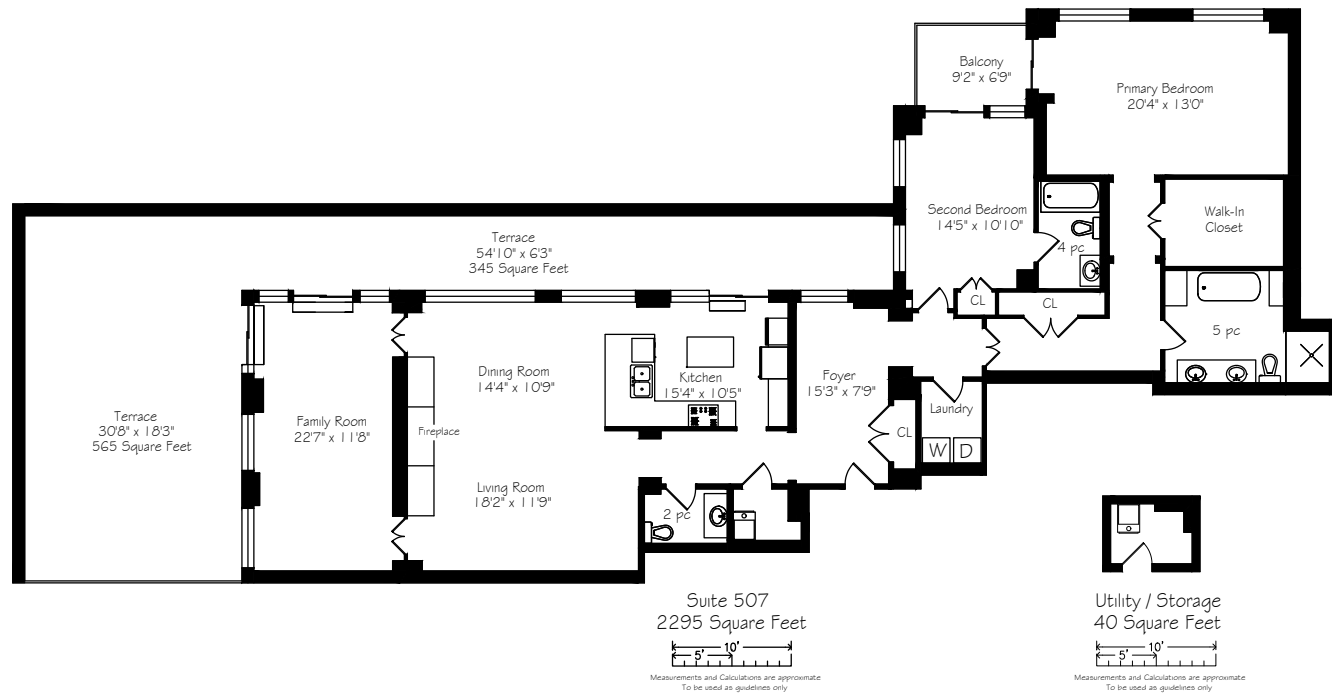 Balcony
9'2" x 6'9"
Primary Bedroom
20'4" x 13'0"
Second Bedroom
14'5" x 10'10"
4 pc
Walk-In
Closet
Terrace
54'10" x 6'3"
345 Square Feet
CL
CL
5 pc
Dining Room
14'4" x 10'9"
Kitchen
15'4" x 10'5"
Foyer
15'3" x 7'9"
Laundry
W
D
CL
Terrace
30'8" x 18'3"
565 Square Feet
Family Room
22'7" x 11'8"
Fireplace
Living Room
18'2" x 11'9"
2 pc
Suite 507
2295 Square Feet
10'
5'
Measurements and Calculations are approximate
To be used as guidelines only
Utility / Storage
40 Square Feet
10'
5'
Measurements and Calculations are approximate
To be used as guidelines only